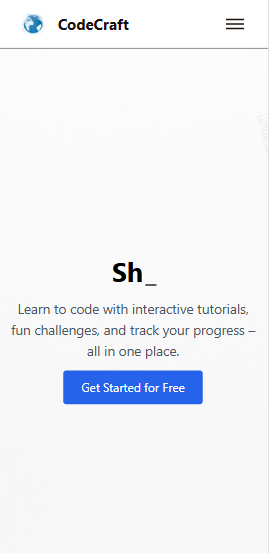 CodeCraft
Sh_
Learn to code with interactive tutorials,
fun challenges, and track your progress –
all in one place.
Get Started for Free